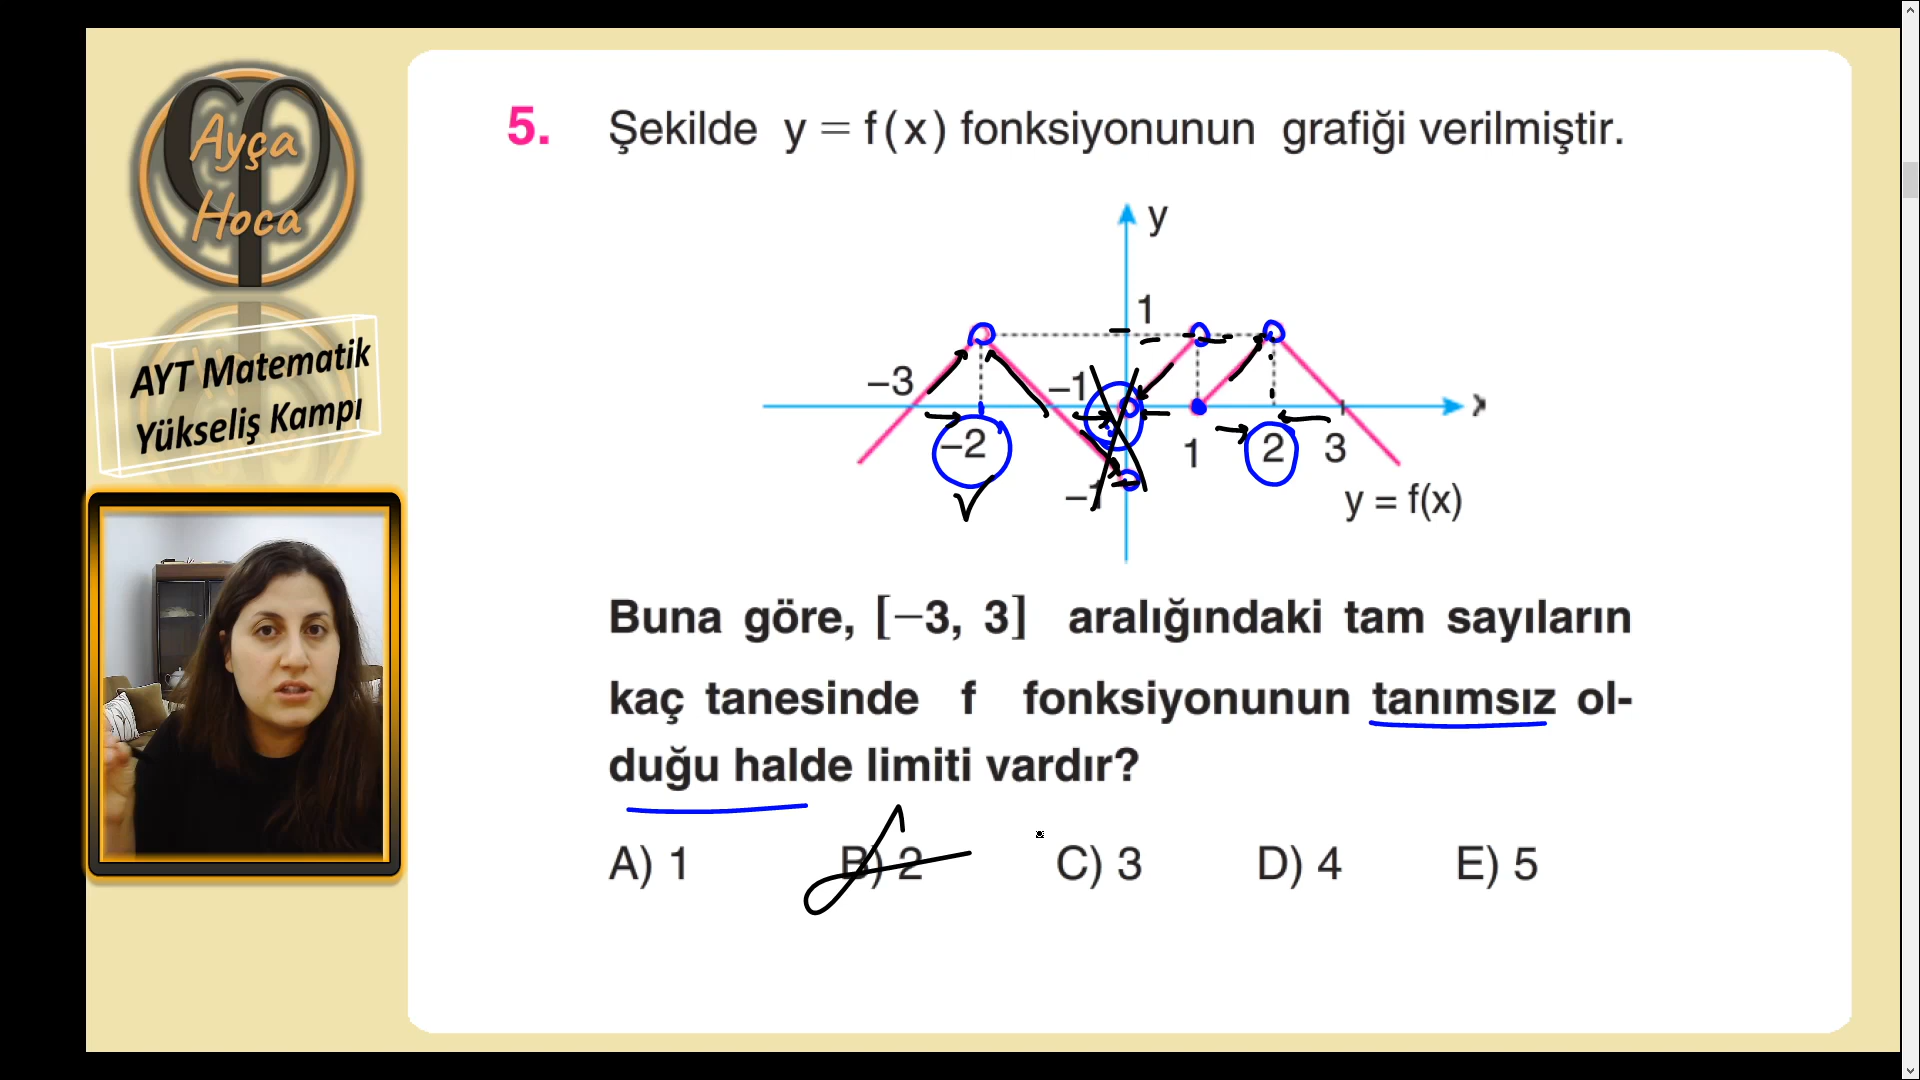 Ayça
Hoca
AYT Matematik
Yükseliş Kampı
5. Şekilde y = f(x) fonksiyonunun grafiği verilmiştir.
y
1
−3
−1
x
−2
1
2
3
−1
y = f(x)
Buna göre, [−3, 3] aralığındaki tam sayıların
kaç tanesinde f fonksiyonunun tanımsız ol-
duğu halde limiti vardır?
A) 1 B) 2 C) 3 D) 4 E) 5